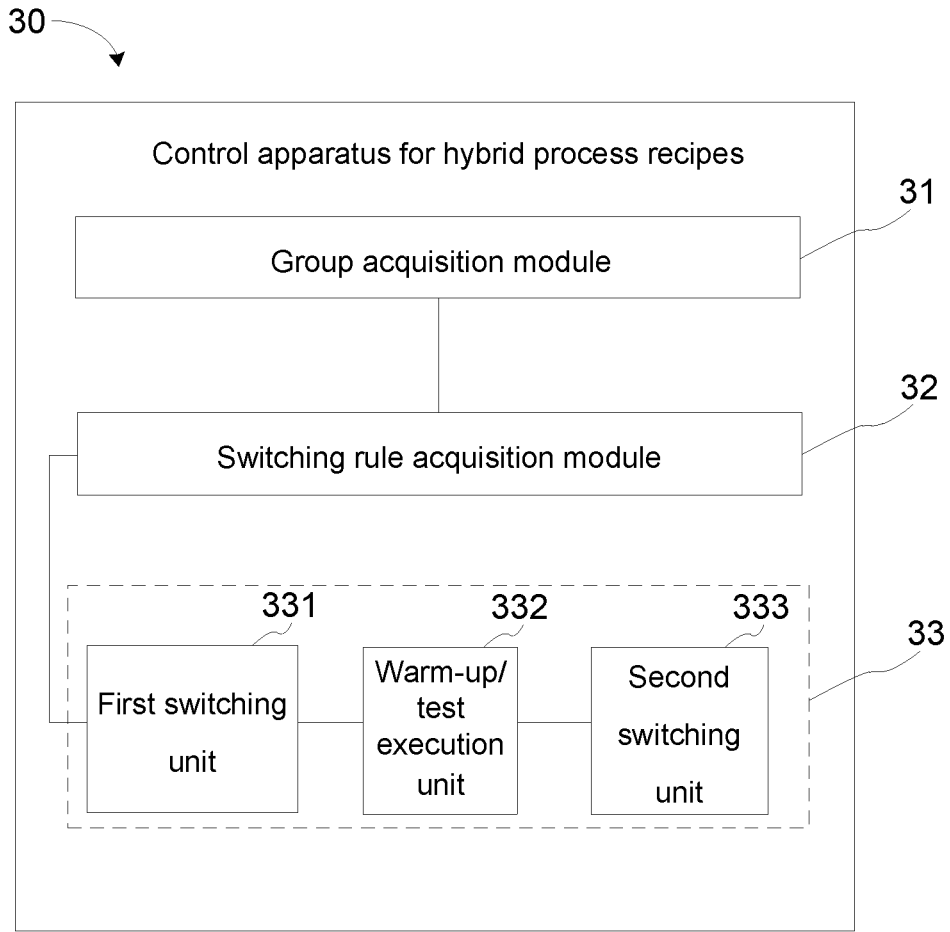 30
Control apparatus for hybrid process recipes
31
Group acquisition module
32
Switching rule acquisition module
331
332
333
33
First switching
unit
Warm-up/
test
execution
unit
Second
switching
unit